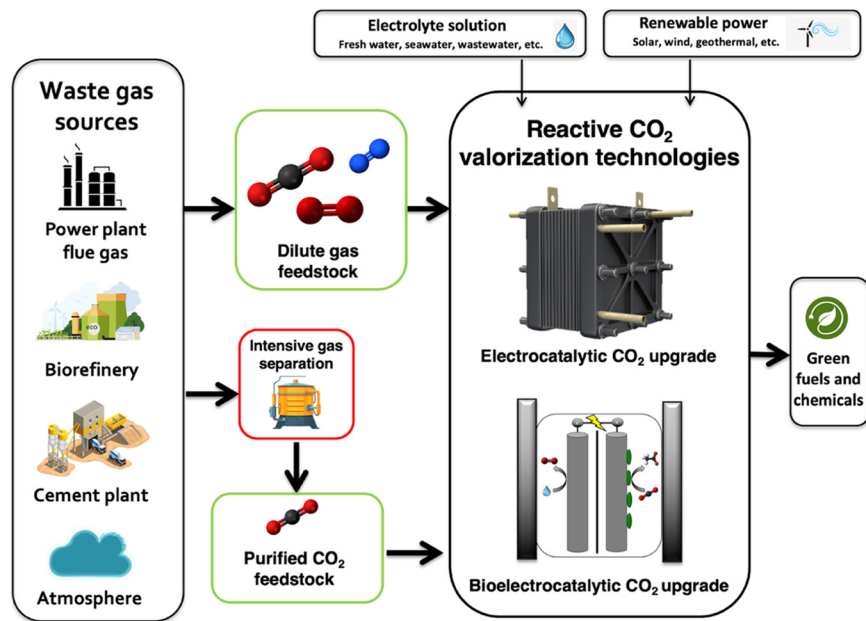 Electrolyte solution
Fresh water, seawater, wastewater, etc.
Renewable power
Solar, wind, geothermal, etc.
Waste gas
sources
Power plant
flue gas
Biorefinery
Cement plant
Atmosphere
Dilute gas
feedstock
Intensive gas
separation
Purified CO₂
feedstock
Reactive CO₂
valorization technologies
Electrocatalytic CO₂ upgrade
Bioelectrocatalytic CO₂ upgrade
Green
fuels and
chemicals
eco